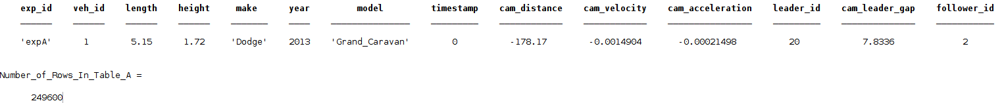 exp_id veh_id length height make year model timestamp cam_distance cam_velocity cam_acceleration leader_id cam_leader_gap follower_id
'expA' 1 5.15 1.72 'Dodge' 2013 'Grand_Caravan' 0 -178.17 -0.0014904 -0.00021498 20 7.8336 2
Number_of_Rows_In_Table_A =
249600